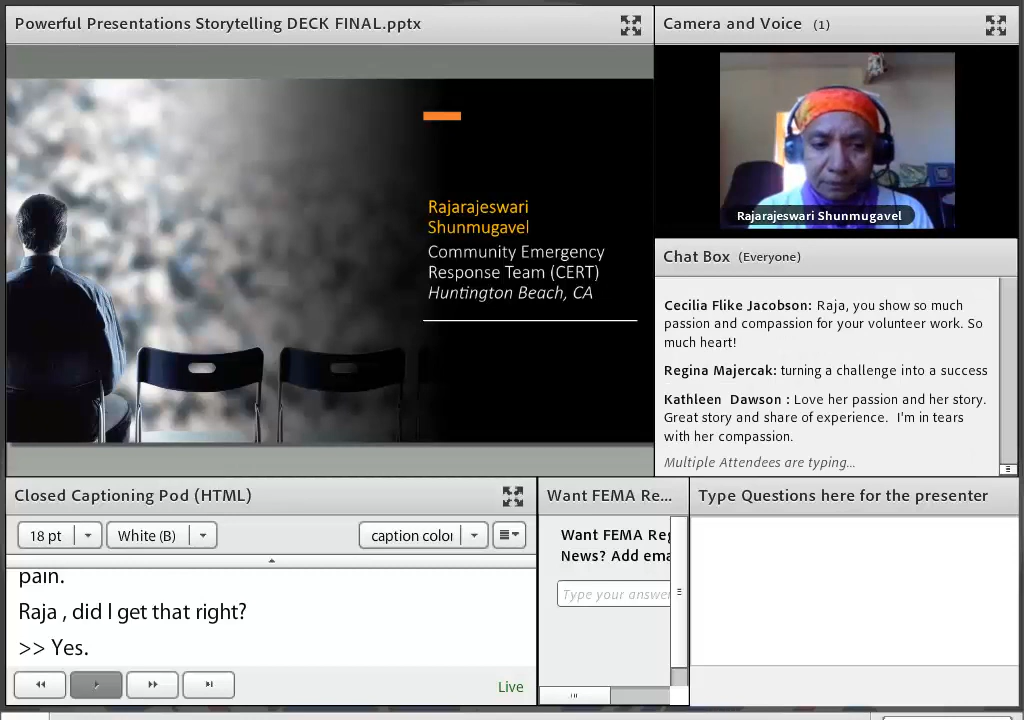 Powerful Presentations Storytelling DECK FINAL.pptx
Rajarajeswari
Shunmugavel
Community Emergency
Response Team (CERT)
Huntington Beach, CA
Camera and Voice (1)
Rajarajeswari Shunmugavel
Chat Box (Everyone)
Cecilia Flike Jacobson: Raja, you show so much
passion and compassion for your volunteer work. So
much heart!
Regina Majercak: turning a challenge into a success
Kathleen Dawson : Love her passion and her story.
Great story and share of experience. I'm in tears
with her compassion.
Multiple Attendees are typing...
Closed Captioning Pod (HTML)
18 pt
White (B)
caption color
pain.
Raja , did I get that right?
>> Yes.
Live
Want FEMA Re...
Want FEMA Reg
News? Add ema
Type your answer
Type Questions here for the presenter